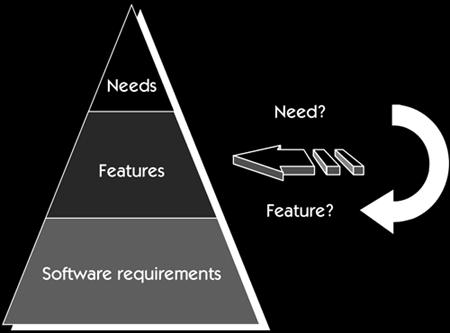 Needs
Need?
Features
Feature?
Software requirements